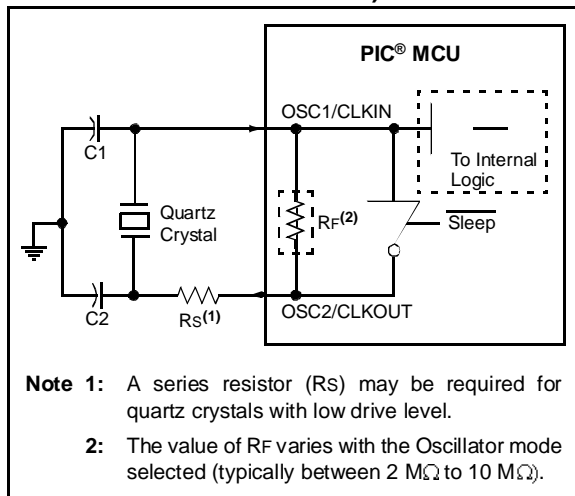 PIC® MCU
OSC1/CLKIN
C1
To Internal
Logic
Quartz
Crystal
RF(2)
Sleep
C2
RS(1)
OSC2/CLKOUT
Note 1: A series resistor (RS) may be required for
quartz crystals with low drive level.
2: The value of RF varies with the Oscillator mode
selected (typically between 2 MΩ to 10 MΩ).